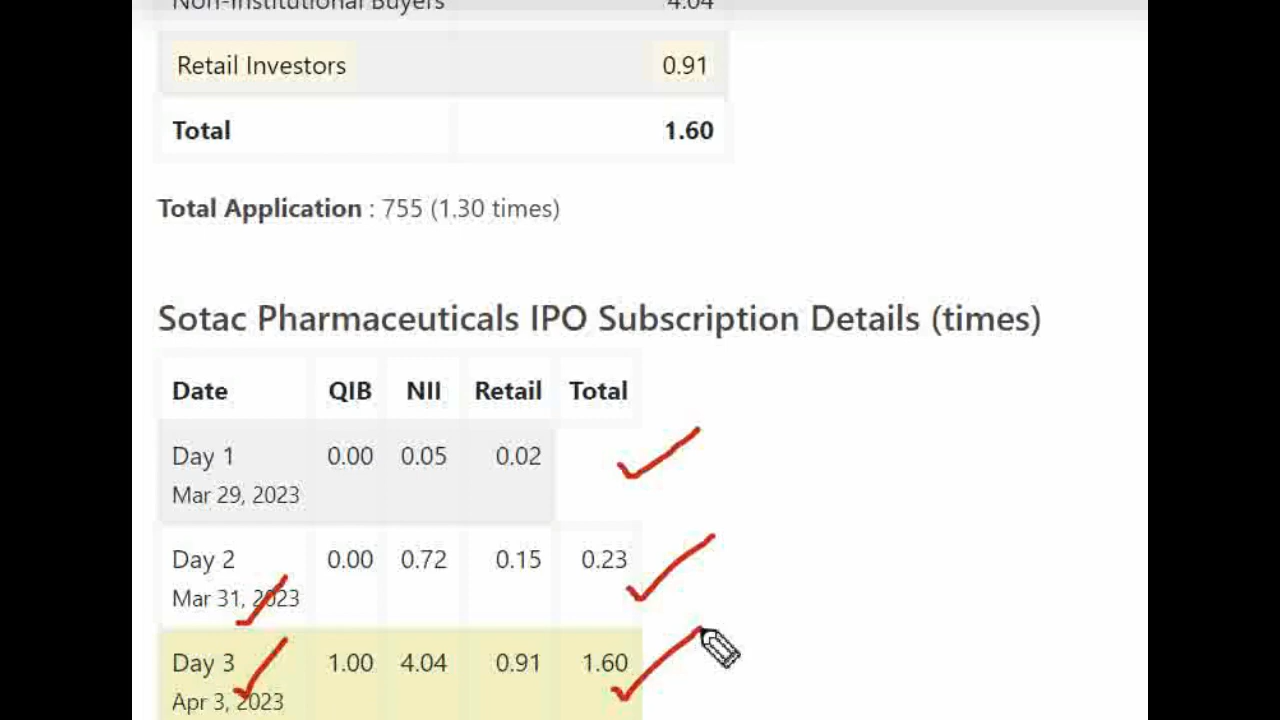 Non-Institutional Buyers 4.04
Retail Investors 0.91
Total 1.60
Total Application : 755 (1.30 times)
Sotac Pharmaceuticals IPO Subscription Details (times)
Date QIB NII Retail Total
Day 1 0.00 0.05 0.02
Mar 29, 2023
Day 2 0.00 0.72 0.15 0.23
Mar 31, 2023
Day 3 1.00 4.04 0.91 1.60
Apr 3, 2023